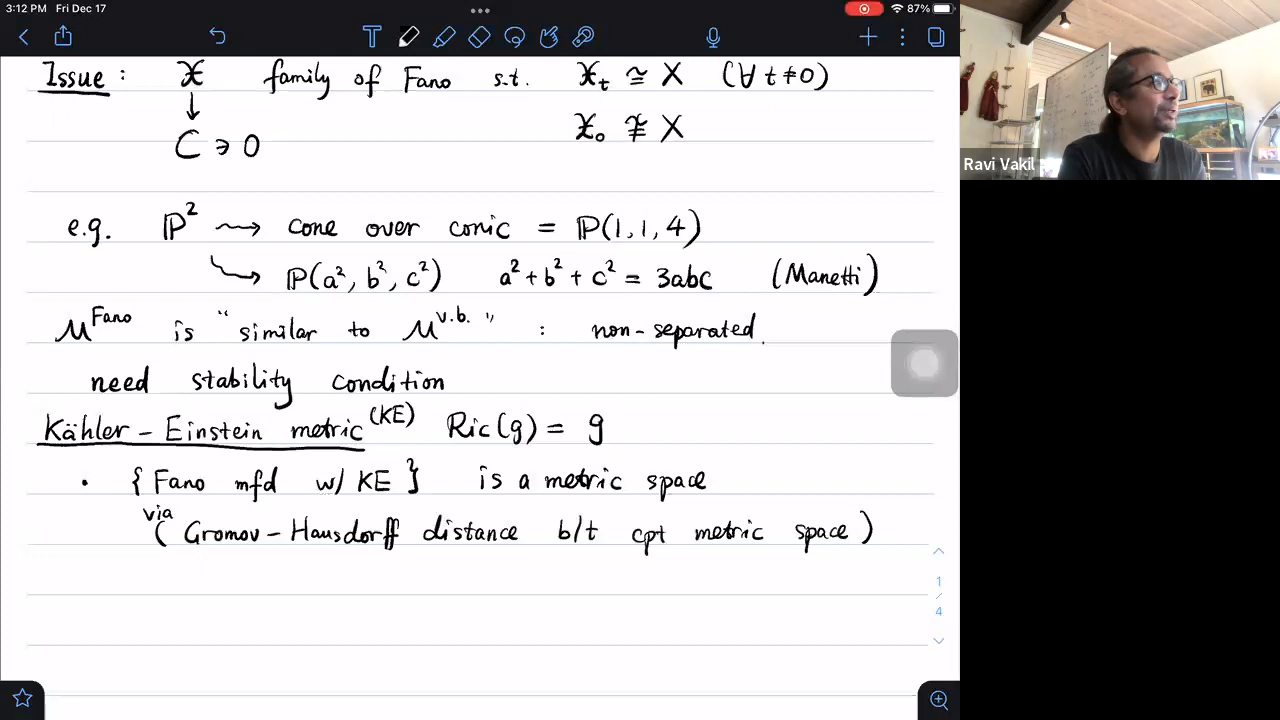 3:12 PM Fri Dec 17
87%
T
Issue : 𝒳 family of Fano s.t. 𝒳ₜ ≅ X (∀ t ≠ 0)
↓
C ∋ 0 𝒳₀ ≇ X
e.g. ℙ² ⇝ cone over conic = ℙ(1,1,4)
⇝ ℙ(a², b², c²) a² + b² + c² = 3abc (Manetti)
ℳ^Fano is "similar to ℳ^v.b." : non-separated.
need stability condition
Kähler – Einstein metric (KE) Ric(g) = g
· { Fano mfd w/ KE } is a metric space
via ( Gromov – Hausdorff distance b/t cpt metric space )
1
/
4
Ravi Vakil